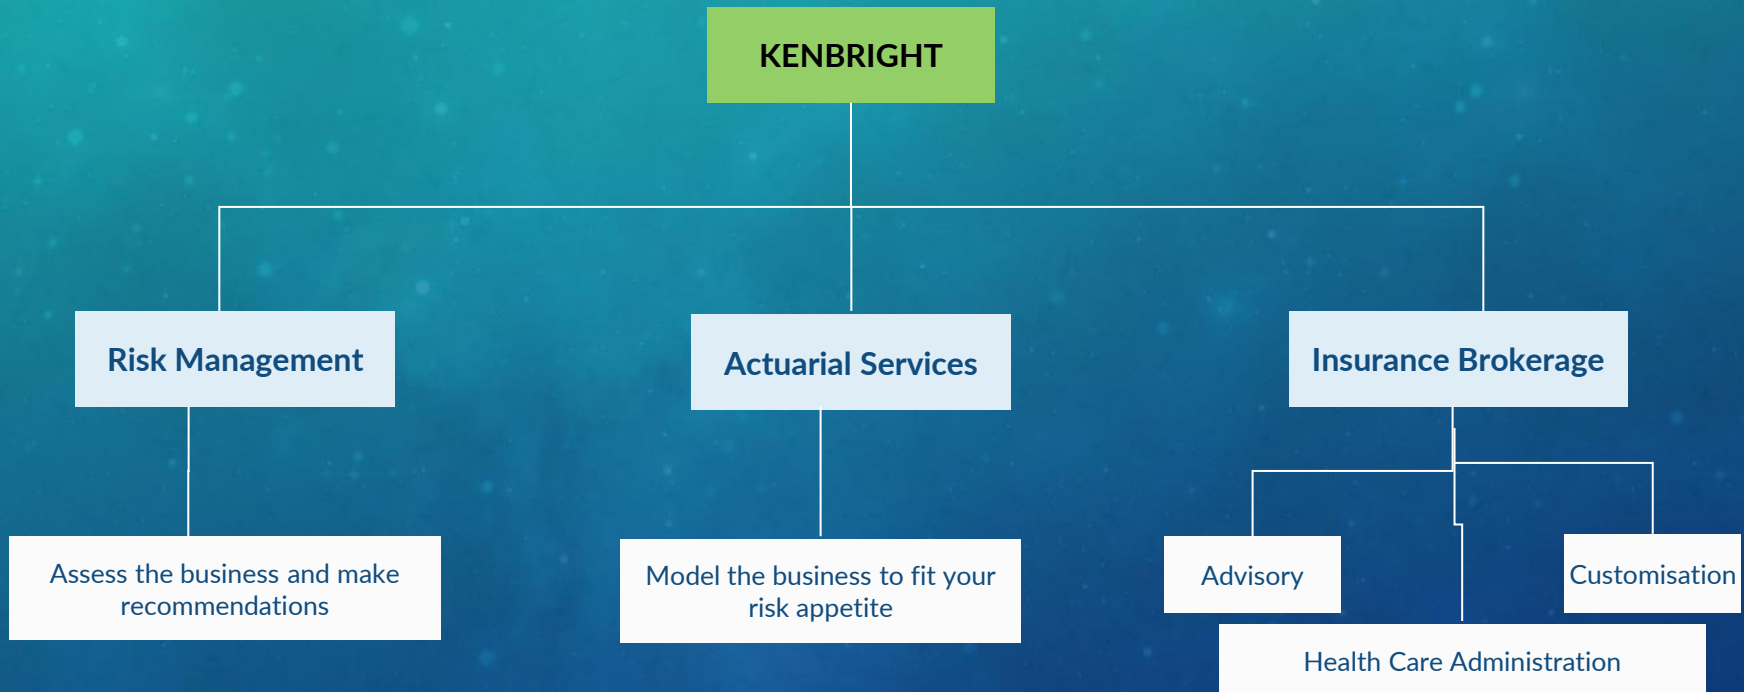 KENBRIGHT
Risk Management
Actuarial Services
Insurance Brokerage
Assess the business and make
recommendations
Model the business to fit your
risk appetite
Advisory
Customisation
Health Care Administration